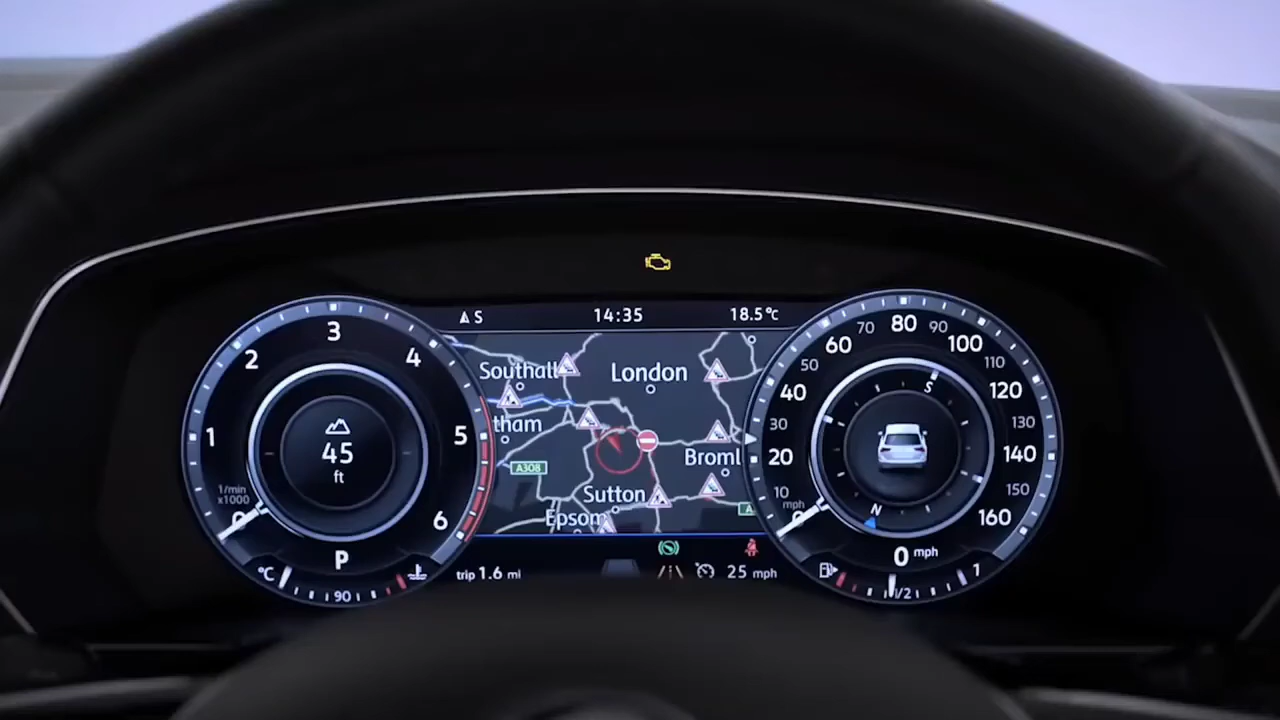 S 14:35 18.5°C
1 2 3 4 5 6
1/min
x1000
0
45
ft
P
°C
90
Southall
London
tham
A308
Broml
Sutton
A
Epsom
trip 1.6 mi
25 mph
0 10 20 30 40 50 60 70 80 90 100 110 120 130 140 150 160
mph
S
N
0 mph
1/2
1